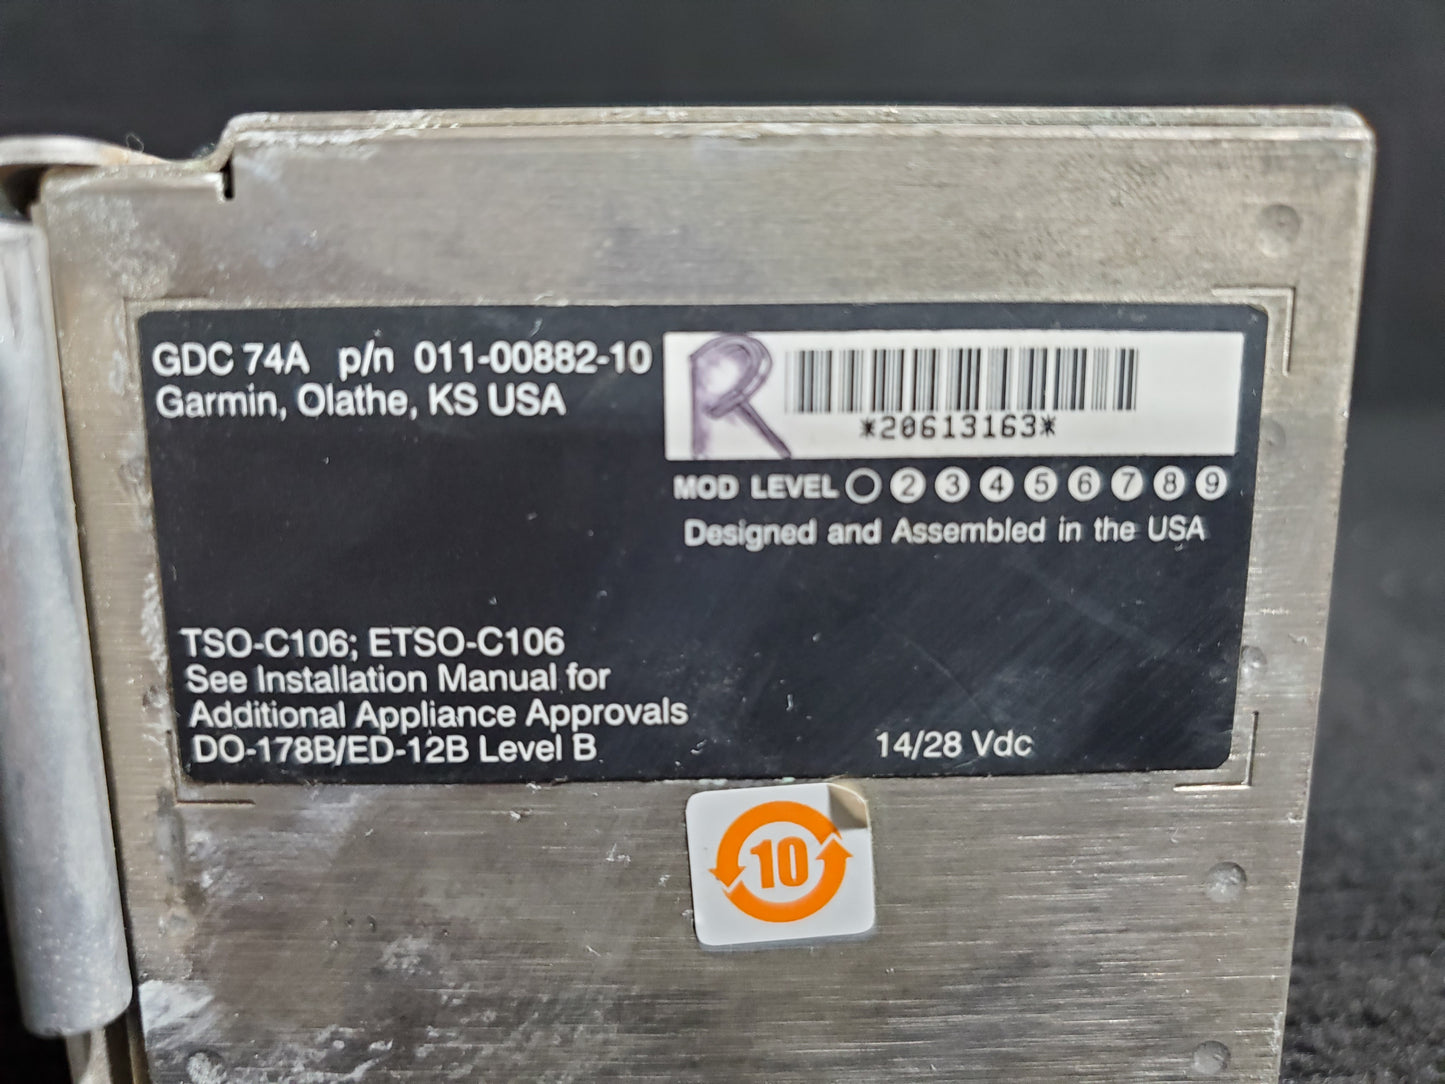 GDC 74A p/n 011-00882-10
Garmin, Olathe, KS USA
R
*20613163*
MOD LEVEL 2 3 4 5 6 7 8 9
Designed and Assembled in the USA
TSO-C106; ETSO-C106
See Installation Manual for
Additional Appliance Approvals
DO-178B/ED-12B Level B
14/28 Vdc
10